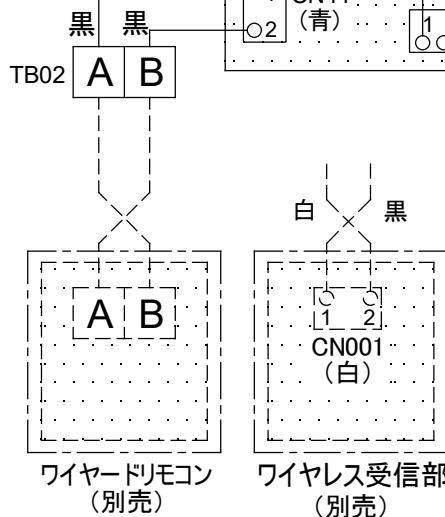 黒 黒
2
（青）
1
TB02 A B
白 黒
A B
1 2
CN001
（白）
ワイヤードリモコン
（別売）
ワイヤレス受信部
（別売）